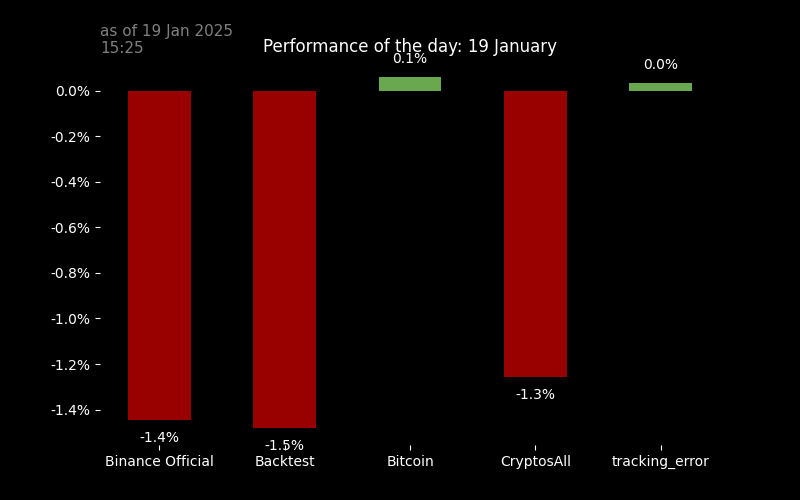 as of 19 Jan 2025
15:25
Performance of the day: 19 January
0.1%
0.0%
0.0%
-0.2%
-0.4%
-0.6%
-0.8%
-1.0%
-1.2%
-1.4%
-1.3%
-1.4%
-1.5%
Binance Official
Backtest
Bitcoin
CryptosAll
tracking_error